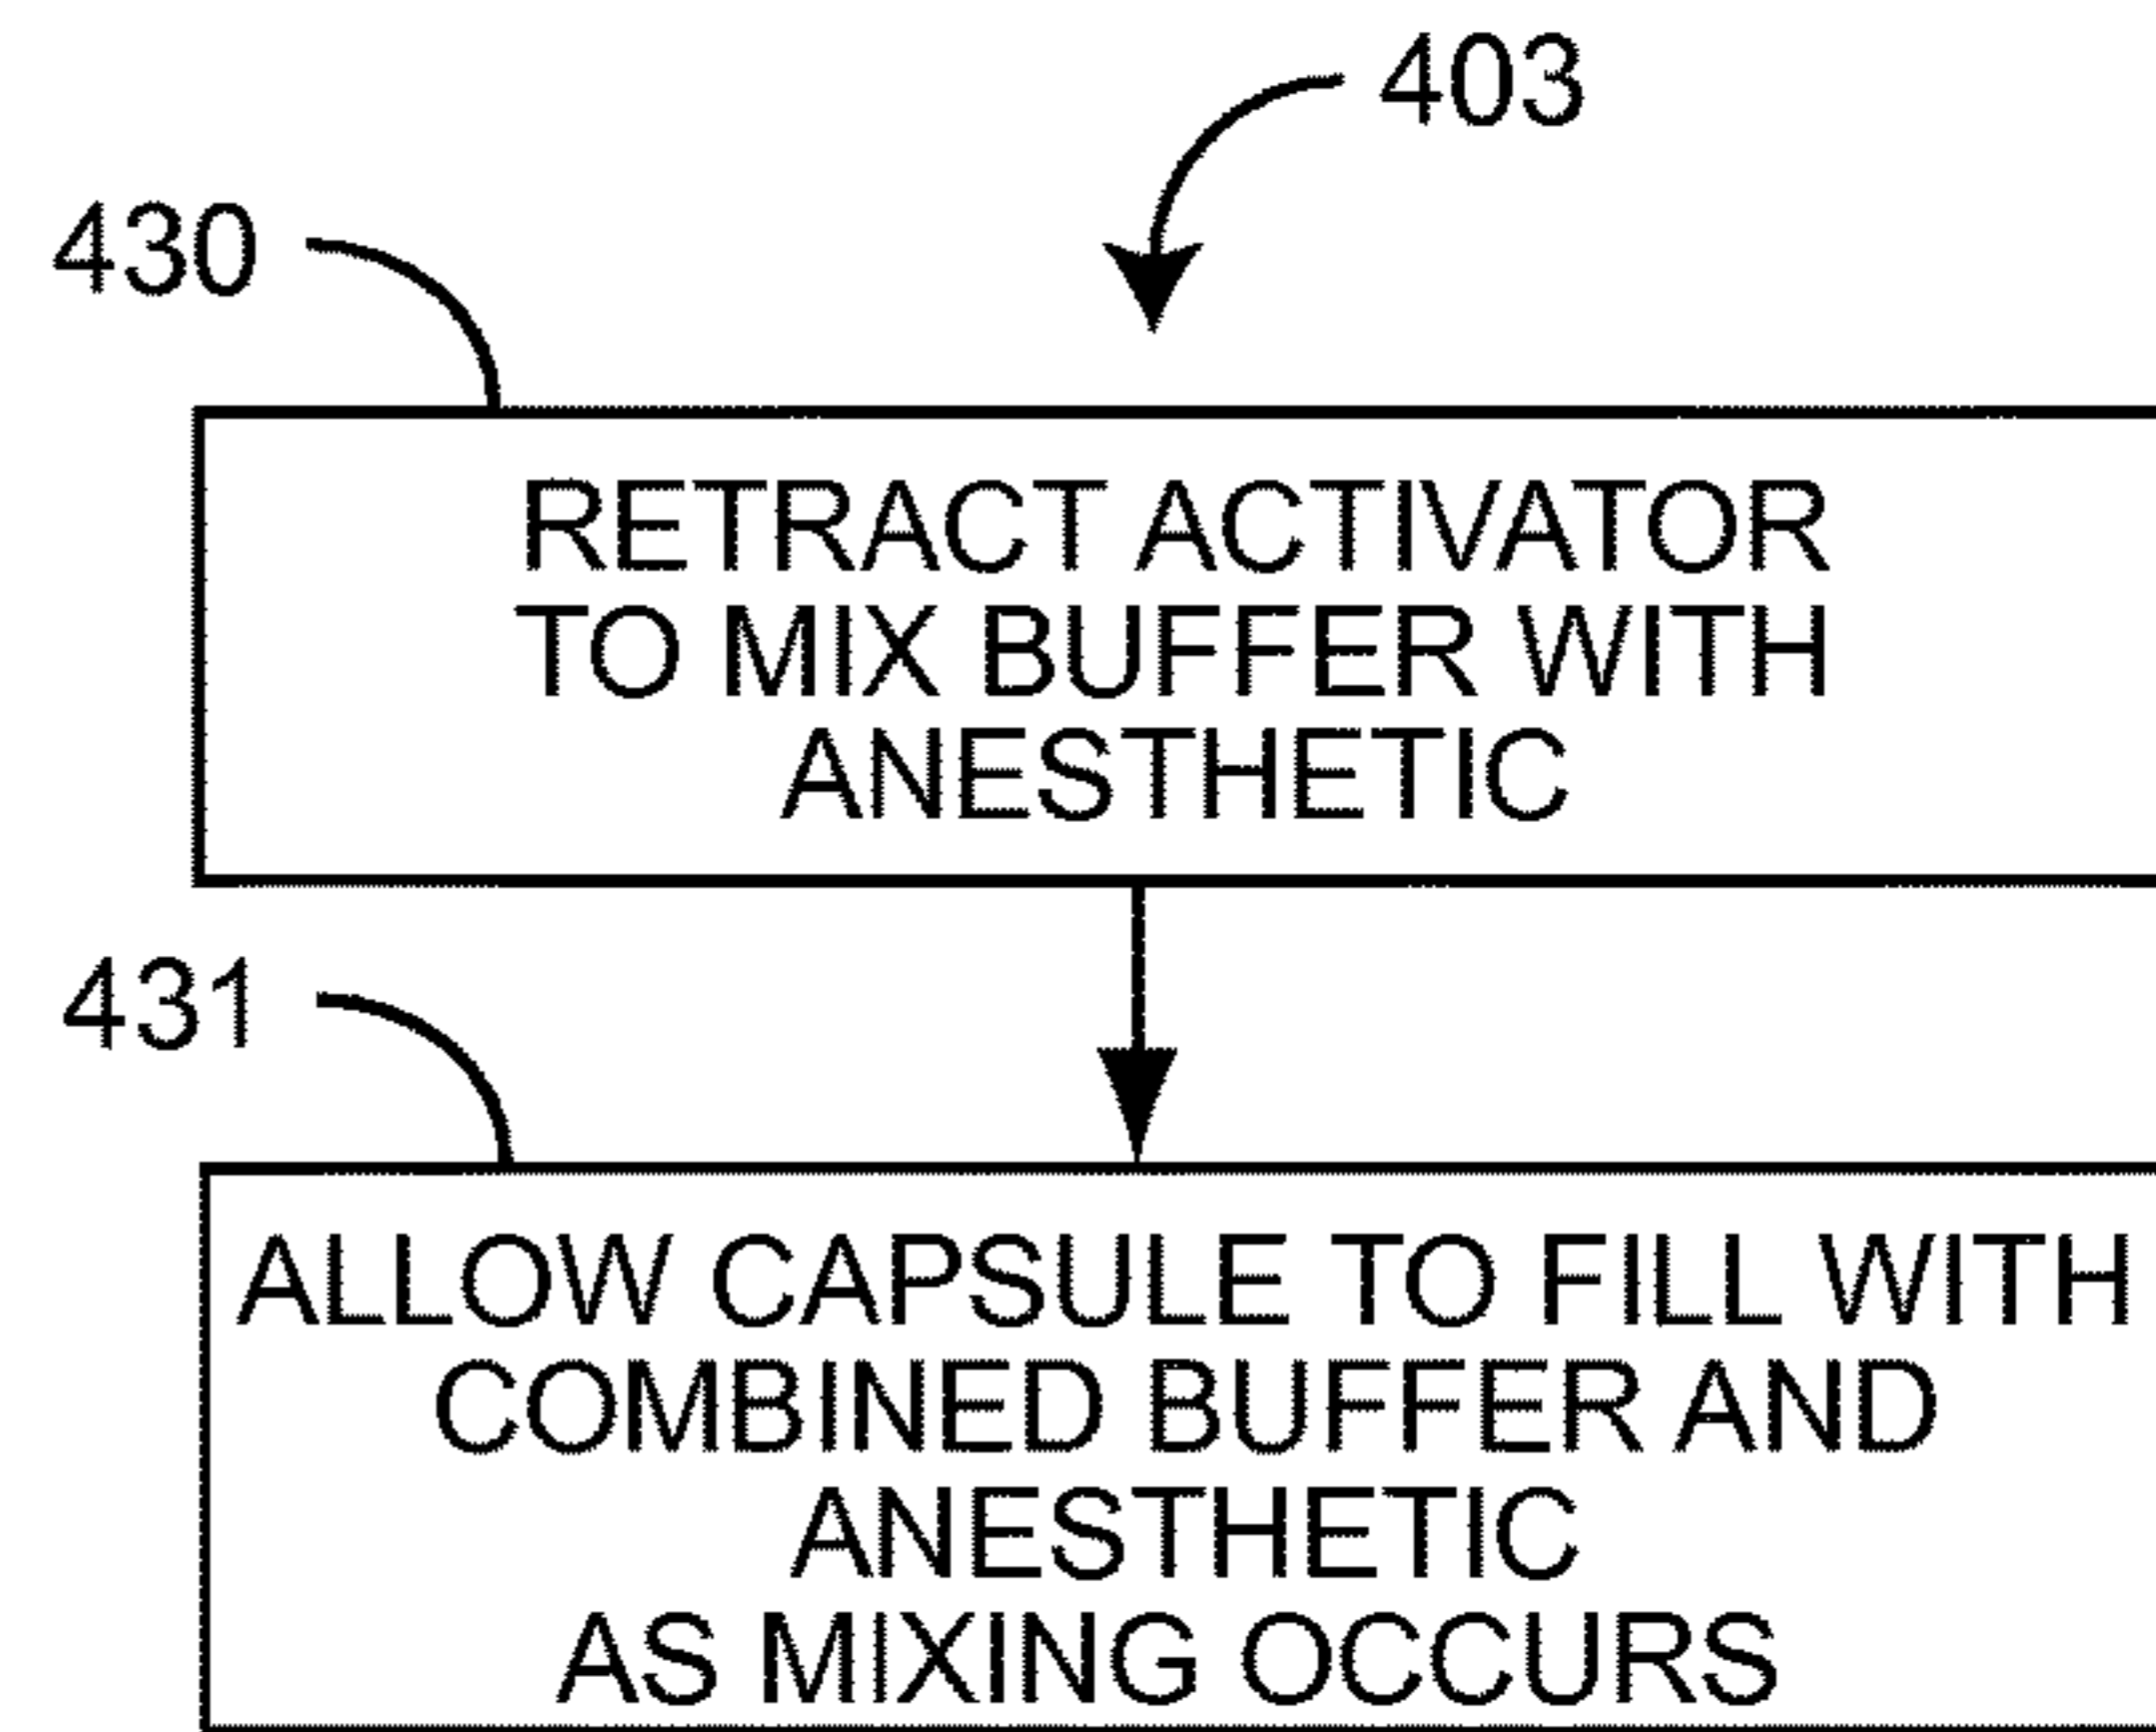 403
430
RETRACT ACTIVATOR
TO MIX BUFFER WITH
ANESTHETIC
431
ALLOW CAPSULE TO FILL WITH
COMBINED BUFFER AND
ANESTHETIC
AS MIXING OCCURS